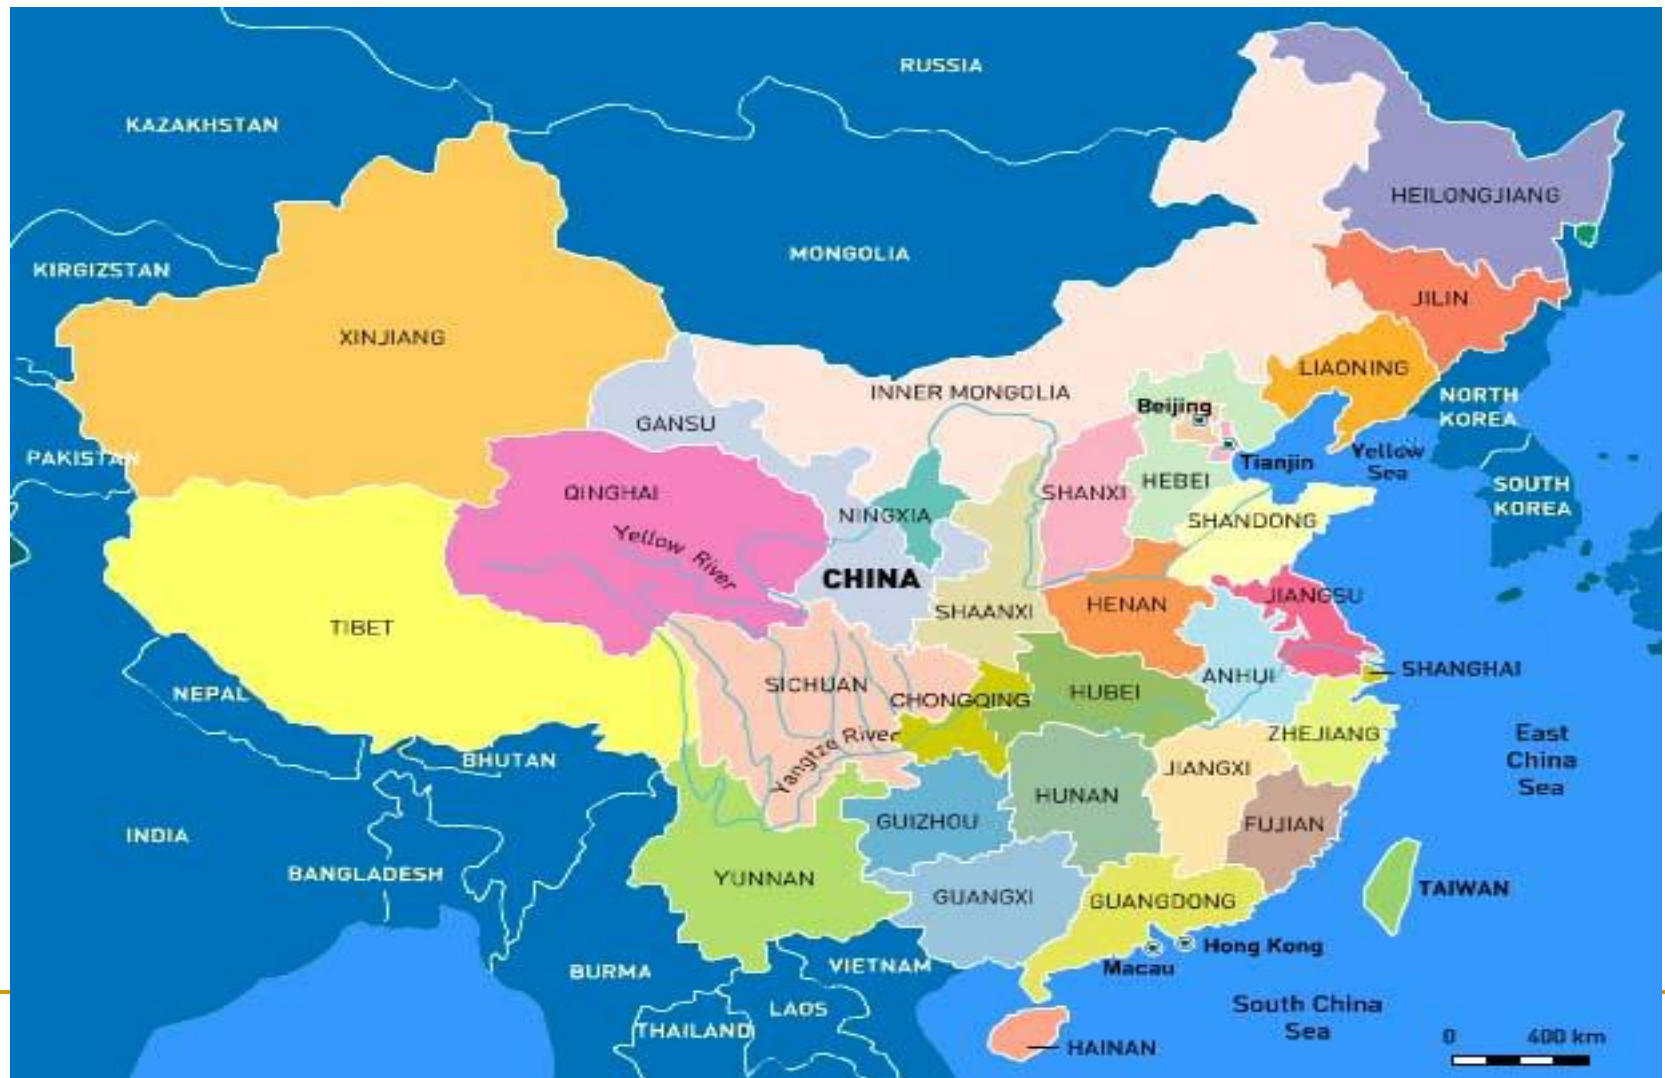 RUSSIA
KAZAKHSTAN
HEILONGJIANG
MONGOLIA
KIRGIZSTAN
JILIN
XINJIANG
LIAONING
INNER MONGOLIA
NORTH
KOREA
Beijing
GANSU
PAKISTAN
Yellow
Sea
Tianjin
HEBEI
SHANXI
QINGHAI
SOUTH
KOREA
NINGXIA
SHANDONG
Yellow River
CHINA
JIANGSU
HENAN
SHAANXI
TIBET
SHANGHAI
ANHUI
SICHUAN
HUBEI
NEPAL
CHONGQING
ZHEJIANG
East
China
Sea
Yangtze River
BHUTAN
JIANGXI
HUNAN
GUIZHOU
FUJIAN
INDIA
BANGLADESH
YUNNAN
TAIWAN
GUANGXI
GUANGDONG
Hong Kong
Macau
VIETNAM
BURMA
South China
Sea
LAOS
THAILAND
0 400 km
HAINAN